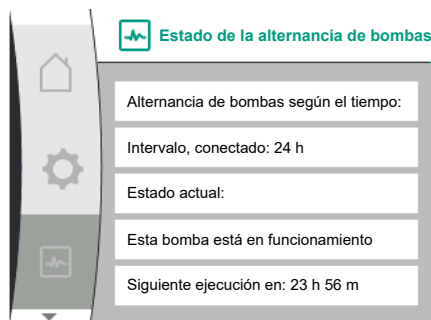 Estado de la alternancia de bombas
Alternancia de bombas según el tiempo:
Intervalo, conectado: 24 h
Estado actual:
Esta bomba está en funcionamiento
Siguiente ejecución en: 23 h 56 m